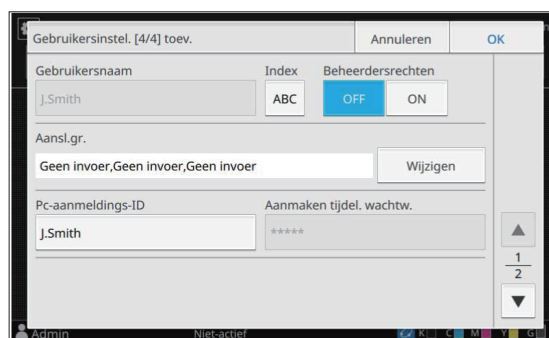 Gebruikersinstel. [4/4] toev.
Annuleren
OK
Gebruikersnaam
Index
Beheerdersrechten
J.Smith
ABC
OFF
ON
Aansl.gr.
Geen invoer,Geen invoer,Geen invoer
Wijzigen
Pc-aanmeldings-ID
Aanmaken tijdel. wachtw.
J.Smith
*****
1
2
Admin
Niet-actief
K
C
M
Y
G